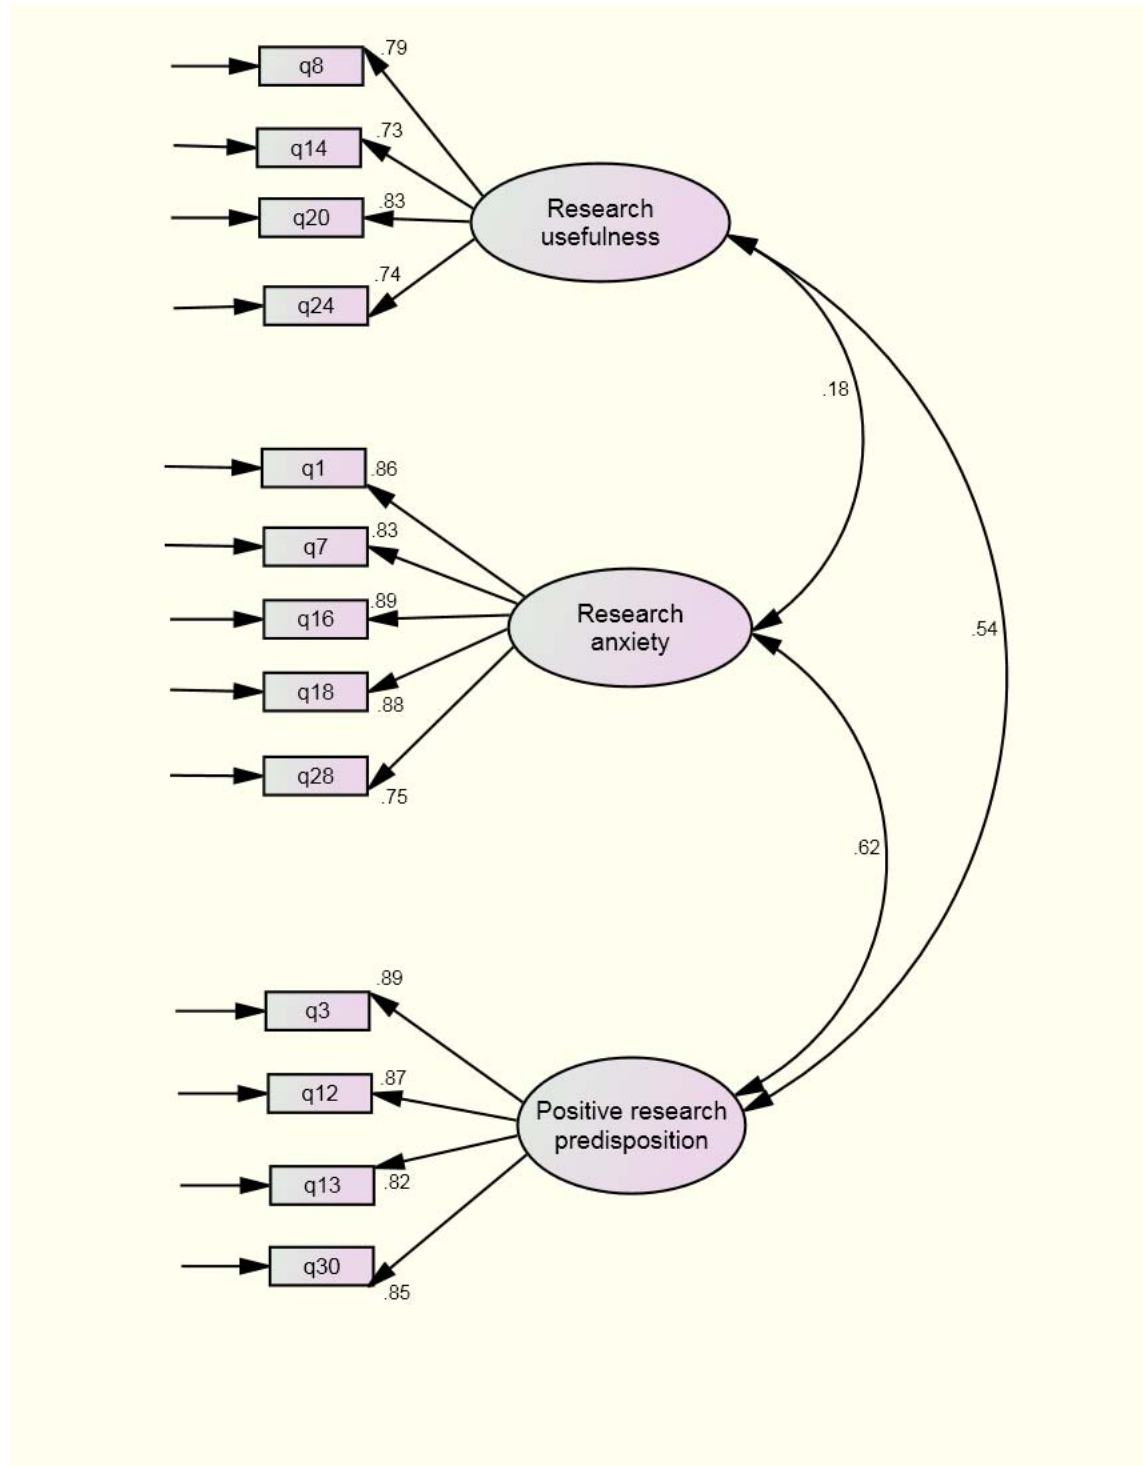 .79
q8
.73
q14
.83
q20
Research
usefulness
.74
q24
.18
.86
q1
.83
q7
.89
q16
Research
anxiety
.54
q18
.88
q28
.75
.62
.89
q3
.87
q12
Positive research
predisposition
q13
.82
q30
.85